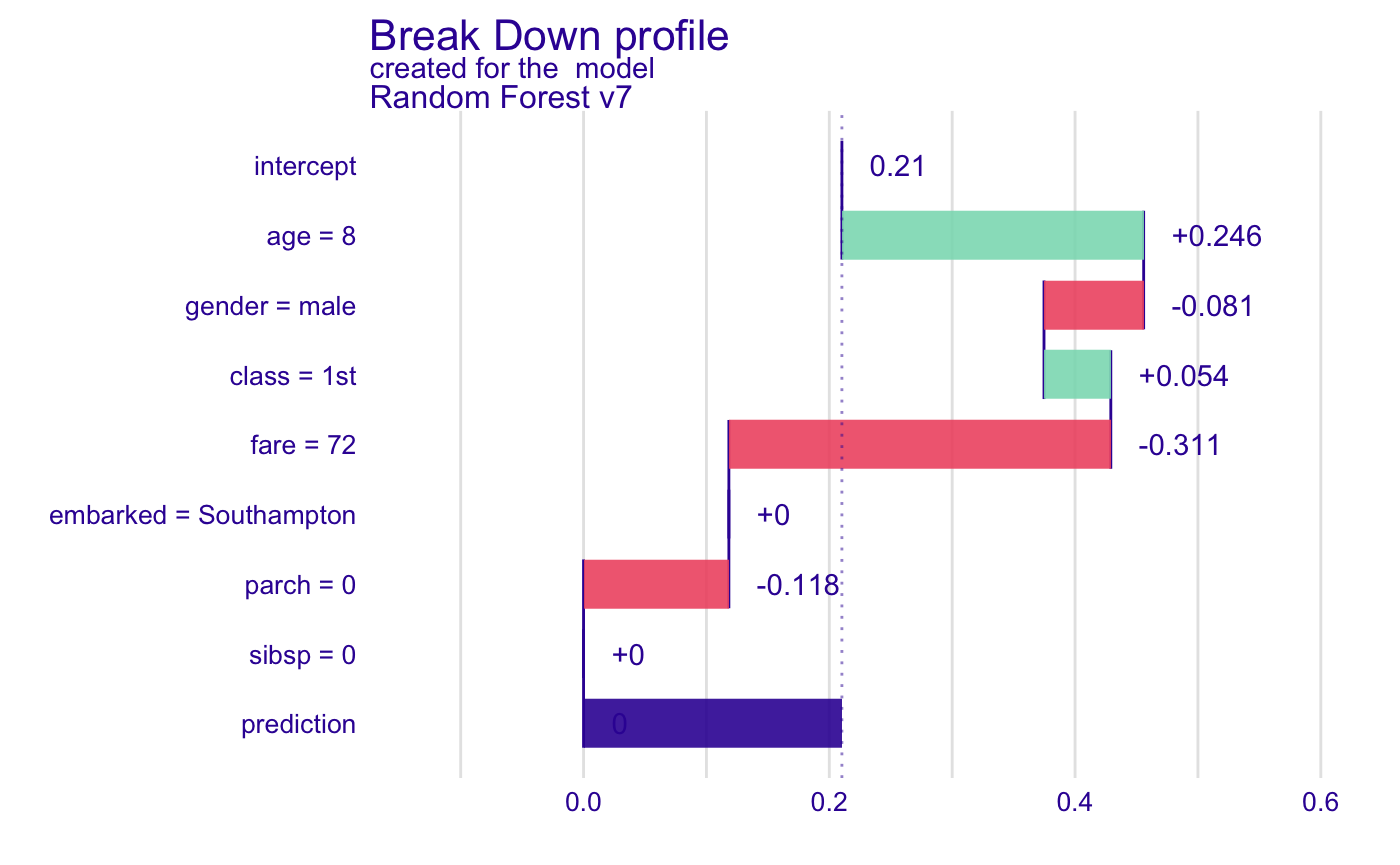 Break Down profile
created for the  model
Random Forest v7
intercept 0.21
age = 8 +0.246
gender = male -0.081
class = 1st +0.054
fare = 72 -0.311
embarked = Southampton +0
parch = 0 -0.118
sibsp = 0 +0
prediction 0
0.0 0.2 0.4 0.6